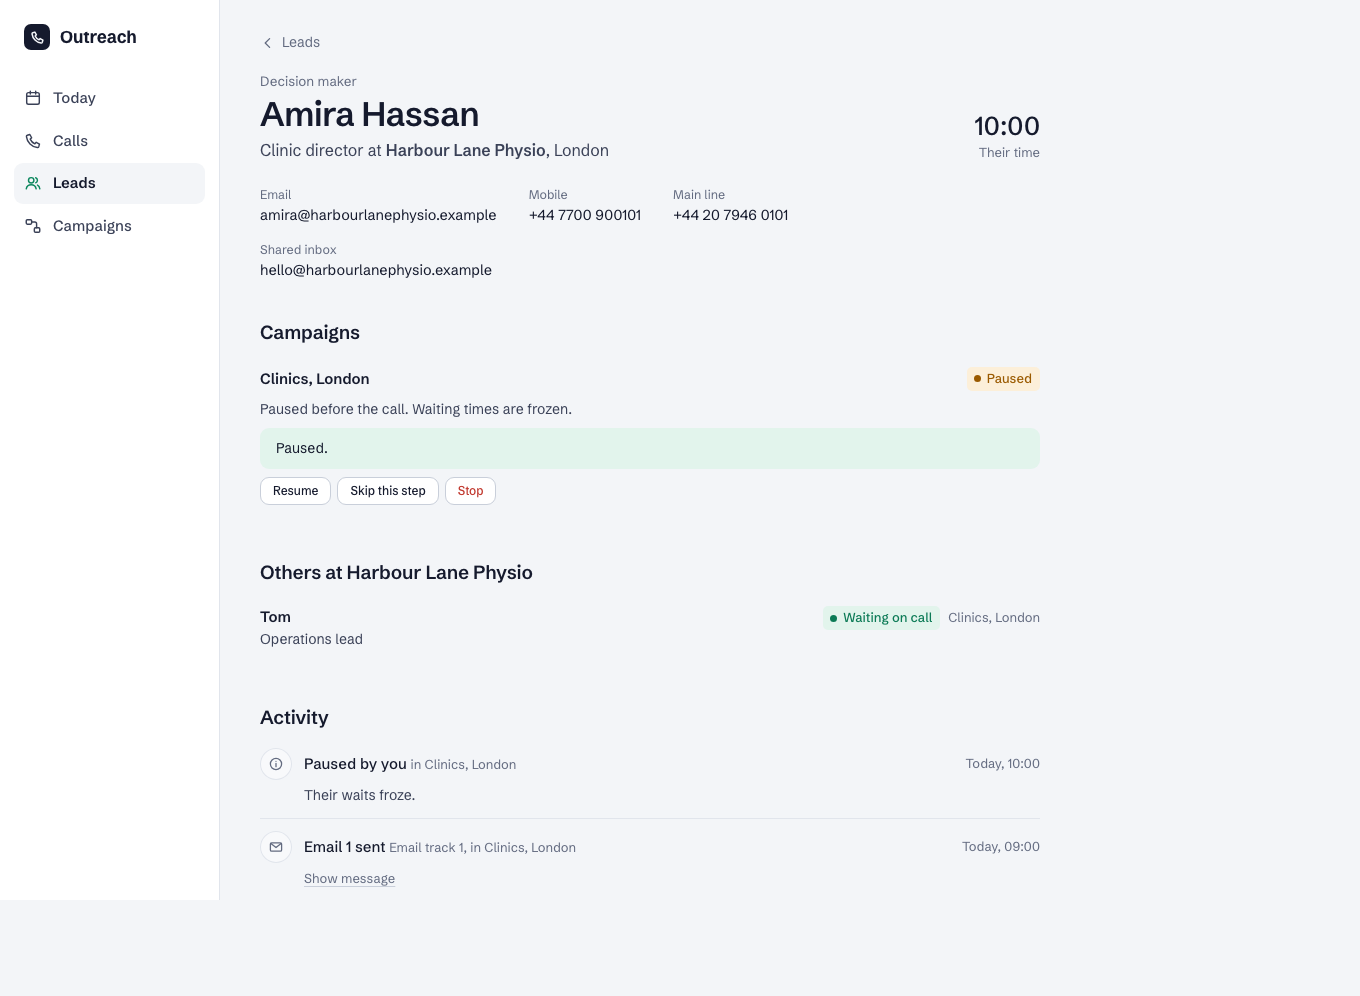 Outreach
Today
Calls
Leads
Campaigns
Leads
Decision maker
Amira Hassan
Clinic director at Harbour Lane Physio, London
10:00
Their time
Email
amira@harbourlanephysio.example
Mobile
+44 7700 900101
Main line
+44 20 7946 0101
Shared inbox
hello@harbourlanephysio.example
Campaigns
Clinics, London
Paused
Paused before the call. Waiting times are frozen.
Paused.
Resume
Skip this step
Stop
Others at Harbour Lane Physio
Tom
Waiting on call
Clinics, London
Operations lead
Activity
Paused by you in Clinics, London
Today, 10:00
Their waits froze.
Email 1 sent Email track 1, in Clinics, London
Today, 09:00
Show message